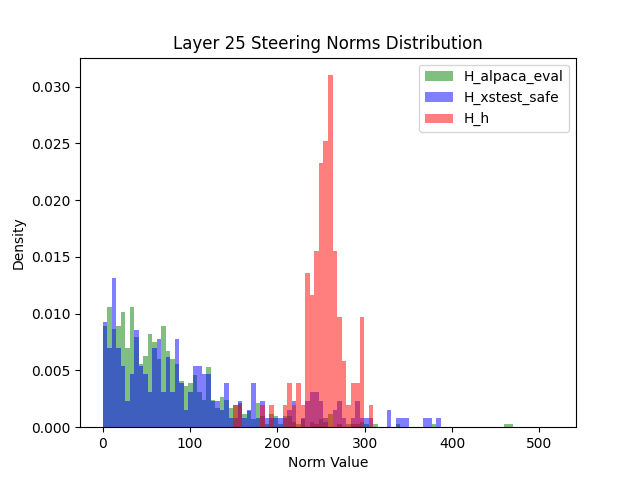 Layer 25 Steering Norms Distribution
H_alpaca_eval
H_xstest_safe
H_h
Density
0.030
0.025
0.020
0.015
0.010
0.005
0.000
0 100 200 300 400 500
Norm Value